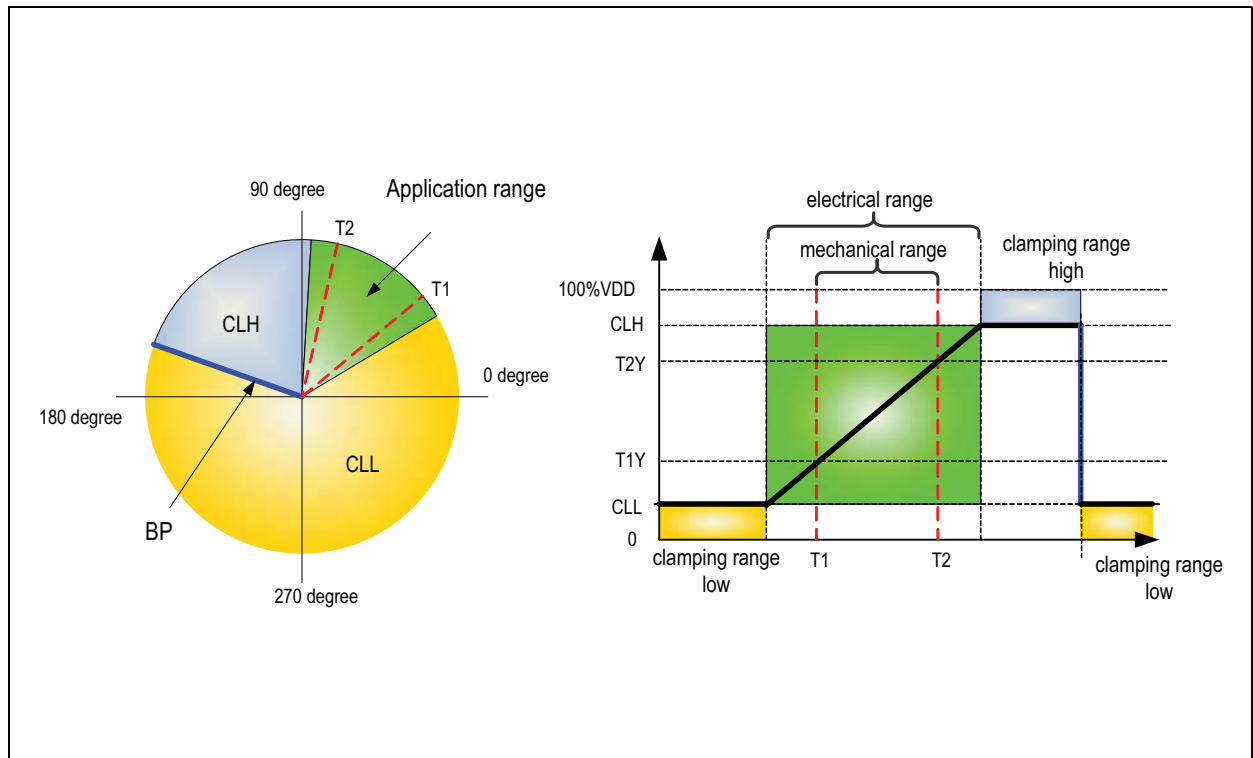 90 degree
Application range
T2
T1
CLH
0 degree
180 degree
CLL
BP
270 degree
electrical range
mechanical range
clamping range
high
100%VDD
CLH
T2Y
T1Y
CLL
0
clamping range
low
T1
T2
clamping range
low